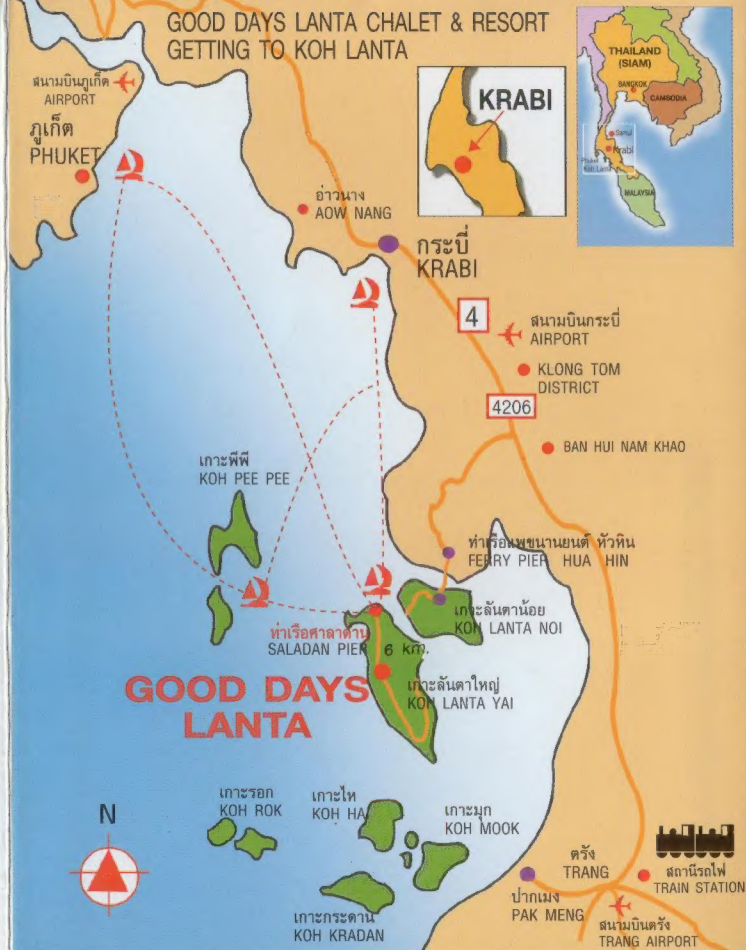 GOOD DAYS LANTA CHALET & RESORT
GETTING TO KOH LANTA
สนามบินภูเก็ต
AIRPORT
ภูเก็ต
PHUKET
KRABI
THAILAND
(SIAM)
BANGKOK
CAMBODIA
Samui
Krabi
Phuket
Koh Lanta
MALAYSIA
อ่าวนาง
AOW NANG
กระบี่
KRABI
4
สนามบินกระบี่
AIRPORT
KLONG TOM
DISTRICT
4206
BAN HUI NAM KHAO
เกาะพีพี
KOH PEE PEE
ท่าเรือแพขนานยนต์ หัวหิน
FERRY PIER HUA HIN
เกาะลันตาน้อย
KOH LANTA NOI
ท่าเรือศาลาด่าน
SALADAN PIER
6 km.
เกาะลันตาใหญ่
KOH LANTA YAI
GOOD DAYS
LANTA
เกาะรอก
KOH ROK
เกาะไห
KOH HA
เกาะมุก
KOH MOOK
N
เกาะกระดาน
KOH KRADAN
ตรัง
TRANG
สถานีรถไฟ
TRAIN STATION
ปากเมง
PAK MENG
สนามบินตรัง
TRANG AIRPORT